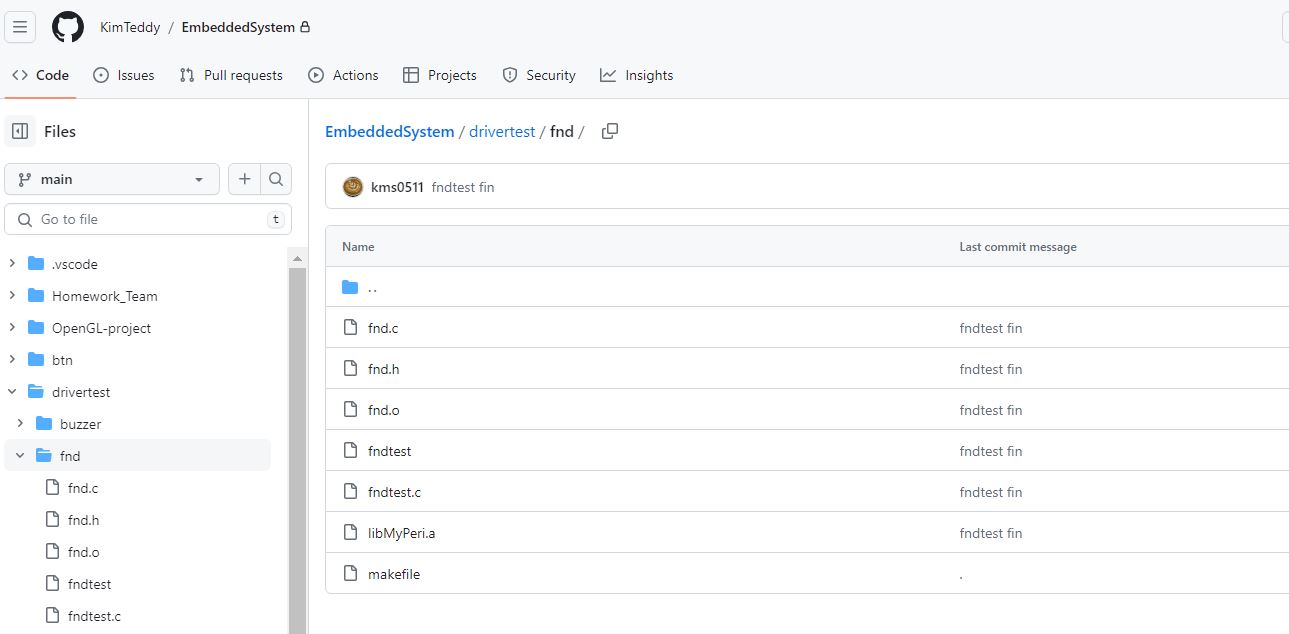 KimTeddy / EmbeddedSystem
Code Issues Pull requests Actions Projects Security Insights
Files
main
Go to file t
.vscode
Homework_Team
OpenGL-project
btn
drivertest
buzzer
fnd
fnd.c
fnd.h
fnd.o
fndtest
fndtest.c
EmbeddedSystem / drivertest / fnd /
kms0511 fndtest fin
Name Last commit message
..
fnd.c fndtest fin
fnd.h fndtest fin
fnd.o fndtest fin
fndtest fndtest fin
fndtest.c fndtest fin
libMyPeri.a fndtest fin
makefile .